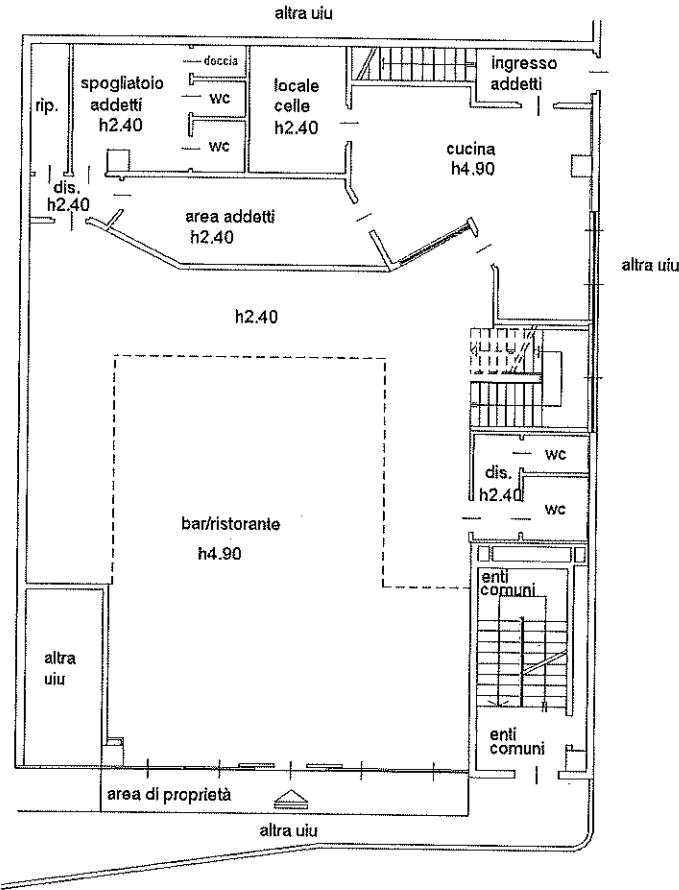 altra uiu
ingresso
addetti
doccia
spogliatoio
addetti
h2.40
wc
locale
celle
h2.40
rip.
wc
cucina
h4.90
dis.
h2.40
area addetti
h2.40
altra uiu
h2.40
wc
dis.
h2.40
wc
bar/ristorante
h4.90
enti
comuni
altra
uiu
enti
comuni
area di proprietà
altra uiu